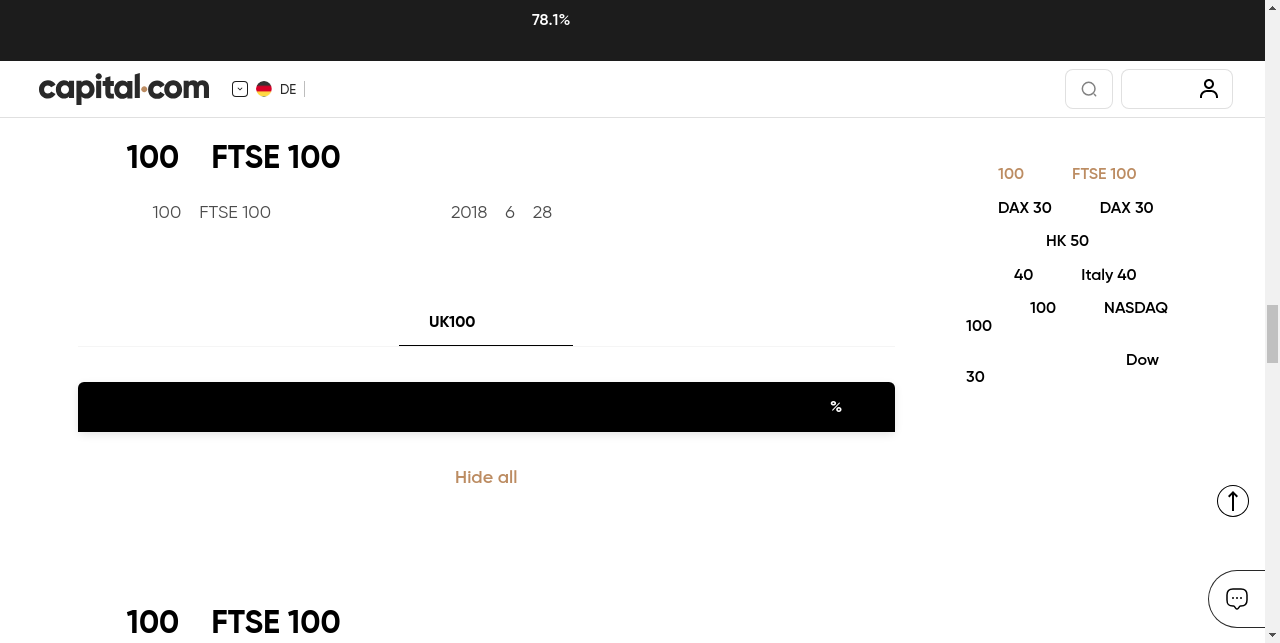 78.1%
capital.com
DE
100 FTSE 100
100 FTSE 100 2018 6 28
UK100
%
Hide all
100 FTSE 100
100 FTSE 100
DAX 30 DAX 30
HK 50
40 Italy 40
100 NASDAQ
100
Dow
30